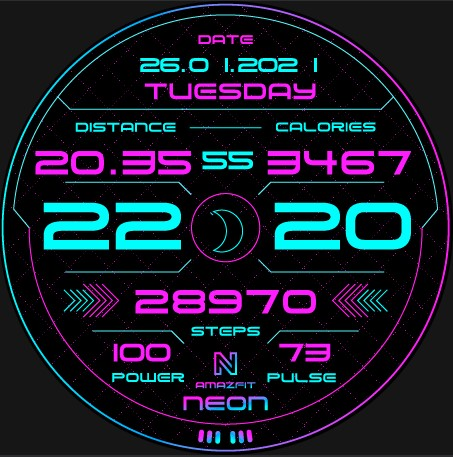 DATE
26.01.2021
TUESDAY
DISTANCE CALORIES
20.35 55 3467
22 20
28970
STEPS
100 73
POWER PULSE
N
AMAZFIT
NEON